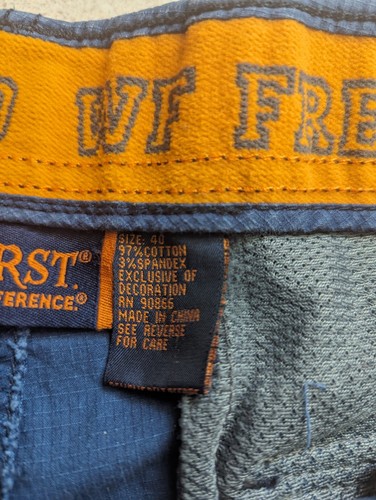 WF FRE
RST.®
FERENCE.®
SIZE: 40
97% COTTON
3% SPANDEX
EXCLUSIVE OF
DECORATION
RN 90866
MADE IN CHINA
SEE REVERSE
FOR CARE